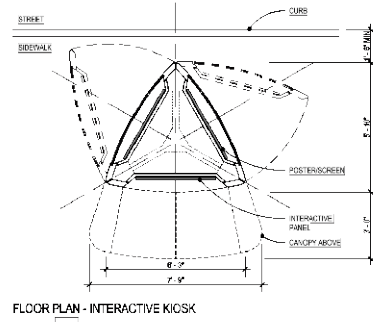 STREET
CURB
SIDEWALK
POSTER/SCREEN
INTERACTIVE
PANEL
CANOPY ABOVE
6'-3"
7'-9"
FLOOR PLAN - INTERACTIVE KIOSK